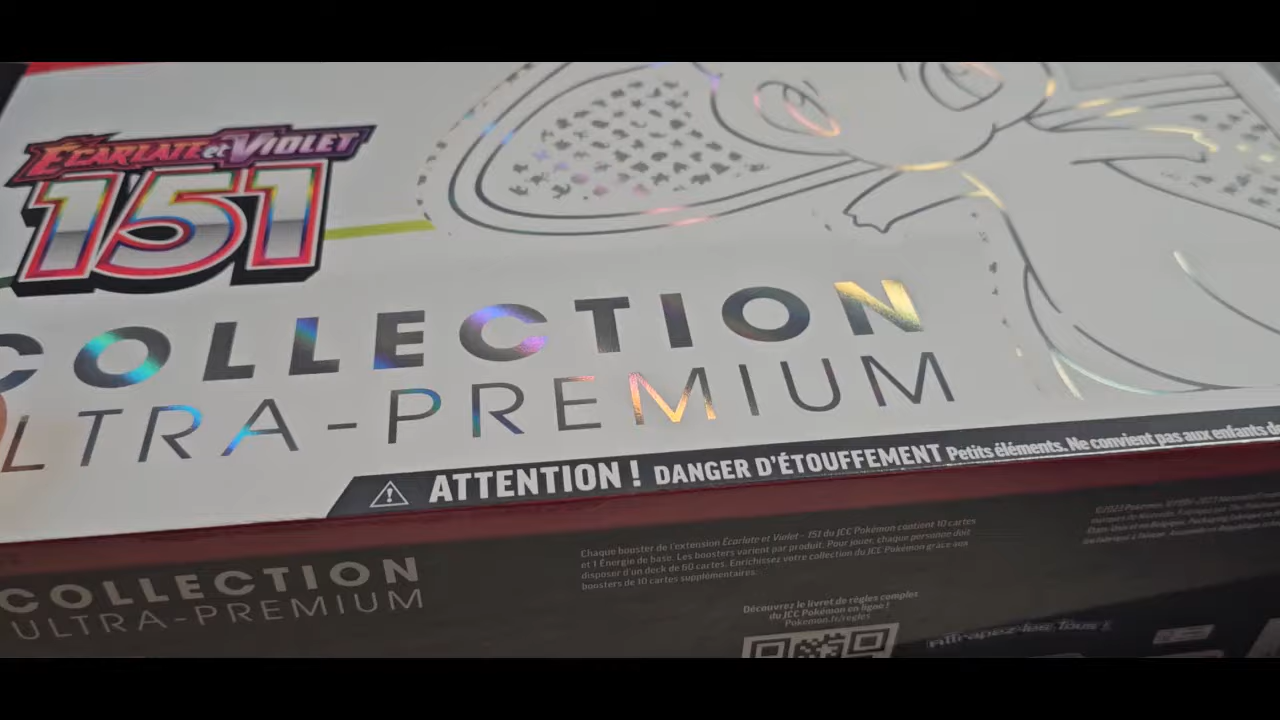 ÉCARLATE et VIOLET
151
COLLECTION
ULTRA-PREMIUM
ATTENTION ! DANGER D'ÉTOUFFEMENT Petits éléments. Ne convient pas aux enfants de
COLLECTION
ULTRA-PREMIUM
Chaque booster de l'extension Écarlate et Violet – 151 du JCC Pokémon contient 10 cartes
et 1 Énergie de base. Les boosters varient par produit. Pour jouer, chaque personne doit
disposer d'un deck de 60 cartes. Enrichissez votre collection du JCC Pokémon grâce aux
boosters de 10 cartes supplémentaires.
Découvrez le livret de règles complet
du JCC Pokémon en ligne !
Pokemon.fr/regles
Attrapez-les Tous !